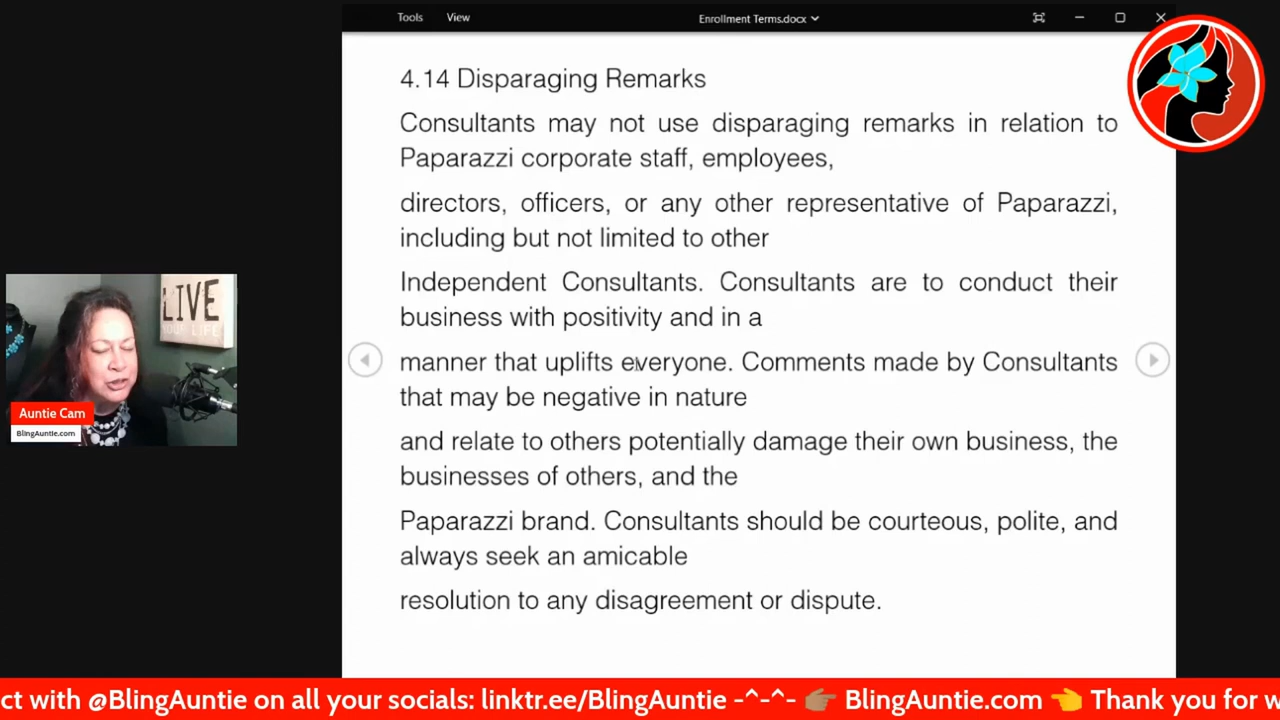 Tools View Enrollment Terms.docx
4.14 Disparaging Remarks
Consultants may not use disparaging remarks in relation to
Paparazzi corporate staff, employees,
directors, officers, or any other representative of Paparazzi,
including but not limited to other
Independent Consultants. Consultants are to conduct their
business with positivity and in a
manner that uplifts everyone. Comments made by Consultants
that may be negative in nature
and relate to others potentially damage their own business, the
businesses of others, and the
Paparazzi brand. Consultants should be courteous, polite, and
always seek an amicable
resolution to any disagreement or dispute.
LIVE
YOUR LIFE
Auntie Cam
BlingAuntie.com
ct with @BlingAuntie on all your socials: linktr.ee/BlingAuntie -^-^- 👉🏽 BlingAuntie.com 👈 Thank you for w